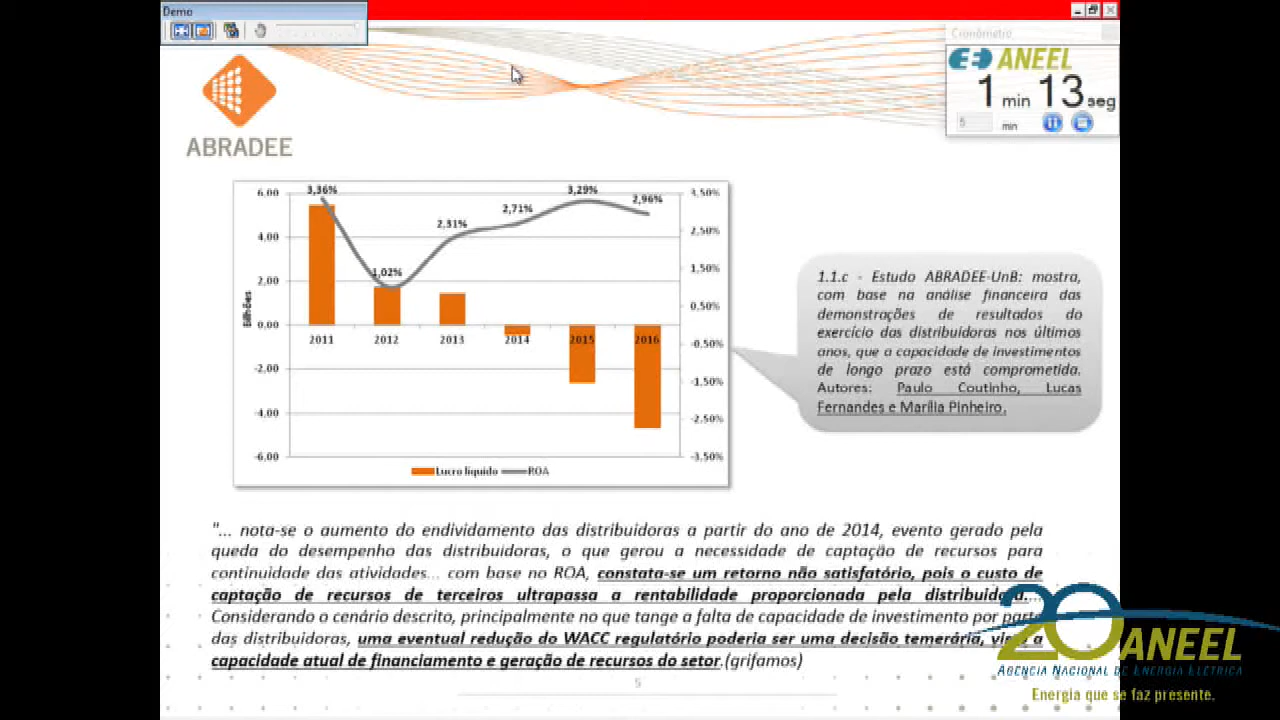 Demo
Cronômetro
ANEEL
1 min 13 seg
5 min
ABRADEE
6,00
4,00
2,00
0,00
-2,00
-4,00
-6,00
Bilhões
3,36%
1,02%
2,31%
2,71%
3,29%
2,96%
2011
2012
2013
2014
2015
2016
3,50%
2,50%
1,50%
0,50%
-0,50%
-1,50%
-2,50%
-3,50%
Lucro líquido
ROA
1.1.c - Estudo ABRADEE-UnB: mostra,
com base na análise financeira das
demonstrações de resultados do
exercício das distribuidoras nos últimos
anos, que a capacidade de investimentos
de longo prazo está comprometida.
Autores: Paulo Coutinho, Lucas
Fernandes e Marília Pinheiro.
"... nota-se o aumento do endividamento das distribuidoras a partir do ano de 2014, evento gerado pela
queda do desempenho das distribuidoras, o que gerou a necessidade de captação de recursos para
continuidade das atividades... com base no ROA, constata-se um retorno não satisfatório, pois o custo de
captação de recursos de terceiros ultrapassa a rentabilidade proporcionada pela distribuidora...
Considerando o cenário descrito, principalmente no que tange a falta de capacidade de investimento por parte
das distribuidoras, uma eventual redução do WACC regulatório poderia ser uma decisão temerária, visto a
capacidade atual de financiamento e geração de recursos do setor.(grifamos)
5
20 ANEEL
AGÊNCIA NACIONAL DE ENERGIA ELÉTRICA
Energia que se faz presente.